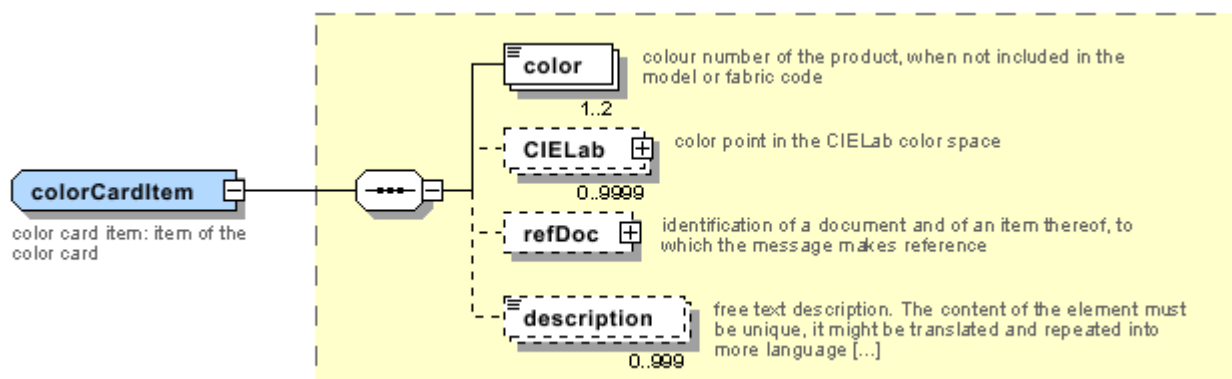 color
colour number of the product, when not included in the
model or fabric code
1..2
CIELab
color point in the CIELab color space
0..9999
colorCardItem
color card item: item of the
color card
refDoc
identification of a document and of an item thereof, to
which the message makes reference
description
free text description. The content of the element must
be unique, it might be translated and repeated into
more language [...]
0..999